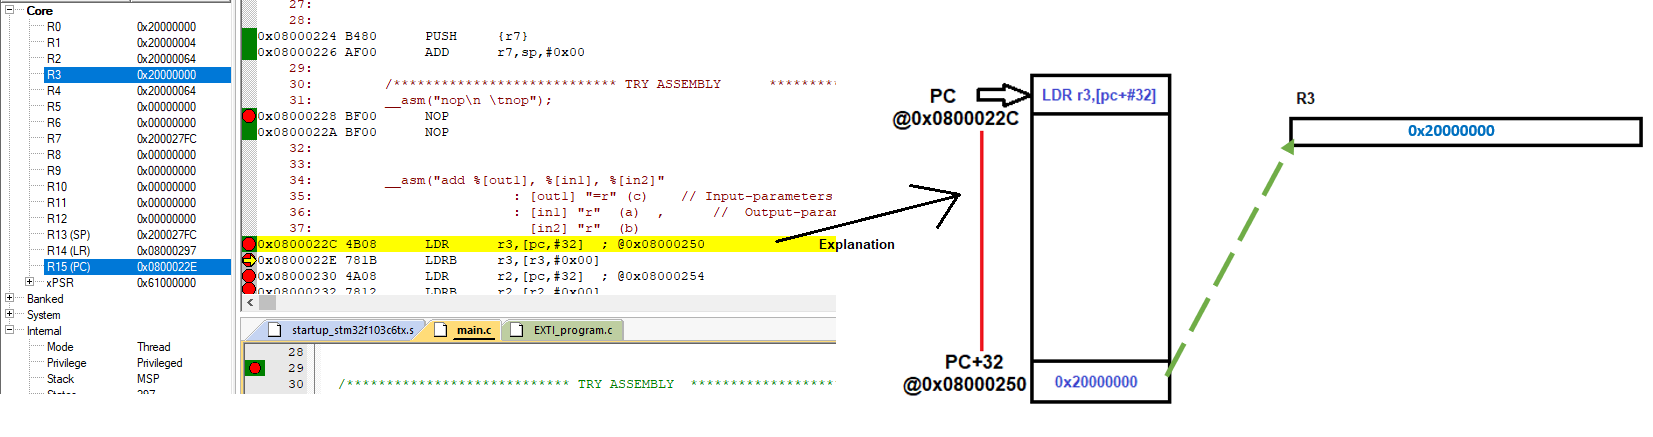 Core
R0 0x20000000
R1 0x20000004
R2 0x20000064
R3 0x20000000
R4 0x20000064
R5 0x00000000
R6 0x00000000
R7 0x200027FC
R8 0x00000000
R9 0x00000000
R10 0x00000000
R11 0x00000000
R12 0x00000000
R13 (SP) 0x200027FC
R14 (LR) 0x08000297
R15 (PC) 0x0800022E
xPSR 0x61000000
Banked
System
Internal
Mode Thread
Privilege Privileged
Stack MSP
27:
28:
0x08000224 B480 PUSH {r7}
0x08000226 AF00 ADD r7,sp,#0x00
29:
30: /**************************** TRY ASSEMBLY *********
31: __asm("nop\n \tnop");
0x08000228 BF00 NOP
0x0800022A BF00 NOP
32:
33:
34: __asm("add %[out1], %[in1], %[in2]"
35: : [out1] "=r" (c) // Input-parameters
36: : [in1] "r" (a) , // Output-para
37: [in2] "r" (b)
0x0800022C 4B08 LDR r3,[pc,#32] ; @0x08000250
0x0800022E 781B LDRB r3,[r3,#0x00]
0x08000230 4A08 LDR r2,[pc,#32] ; @0x08000254
0x08000232 7812 LDRB r2,[r2,#0x00]
startup_stm32f103c6tx.s main.c EXTI_program.c
28
29
30 /**************************** TRY ASSEMBLY *****************
Explanation
PC
@0x0800022C
LDR r3,[pc+#32]
PC+32
@0x08000250
0x20000000
R3
0x20000000